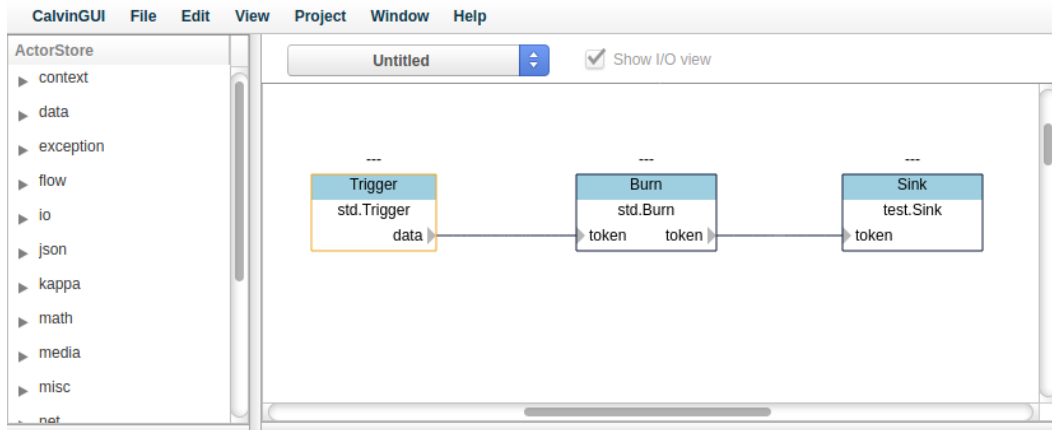 CalvinGUI File Edit View Project Window Help
ActorStore
context
data
exception
flow
io
json
kappa
math
media
misc
net
Untitled
Show I/O view
--- --- ---
Trigger Burn Sink
std.Trigger std.Burn test.Sink
data token token token